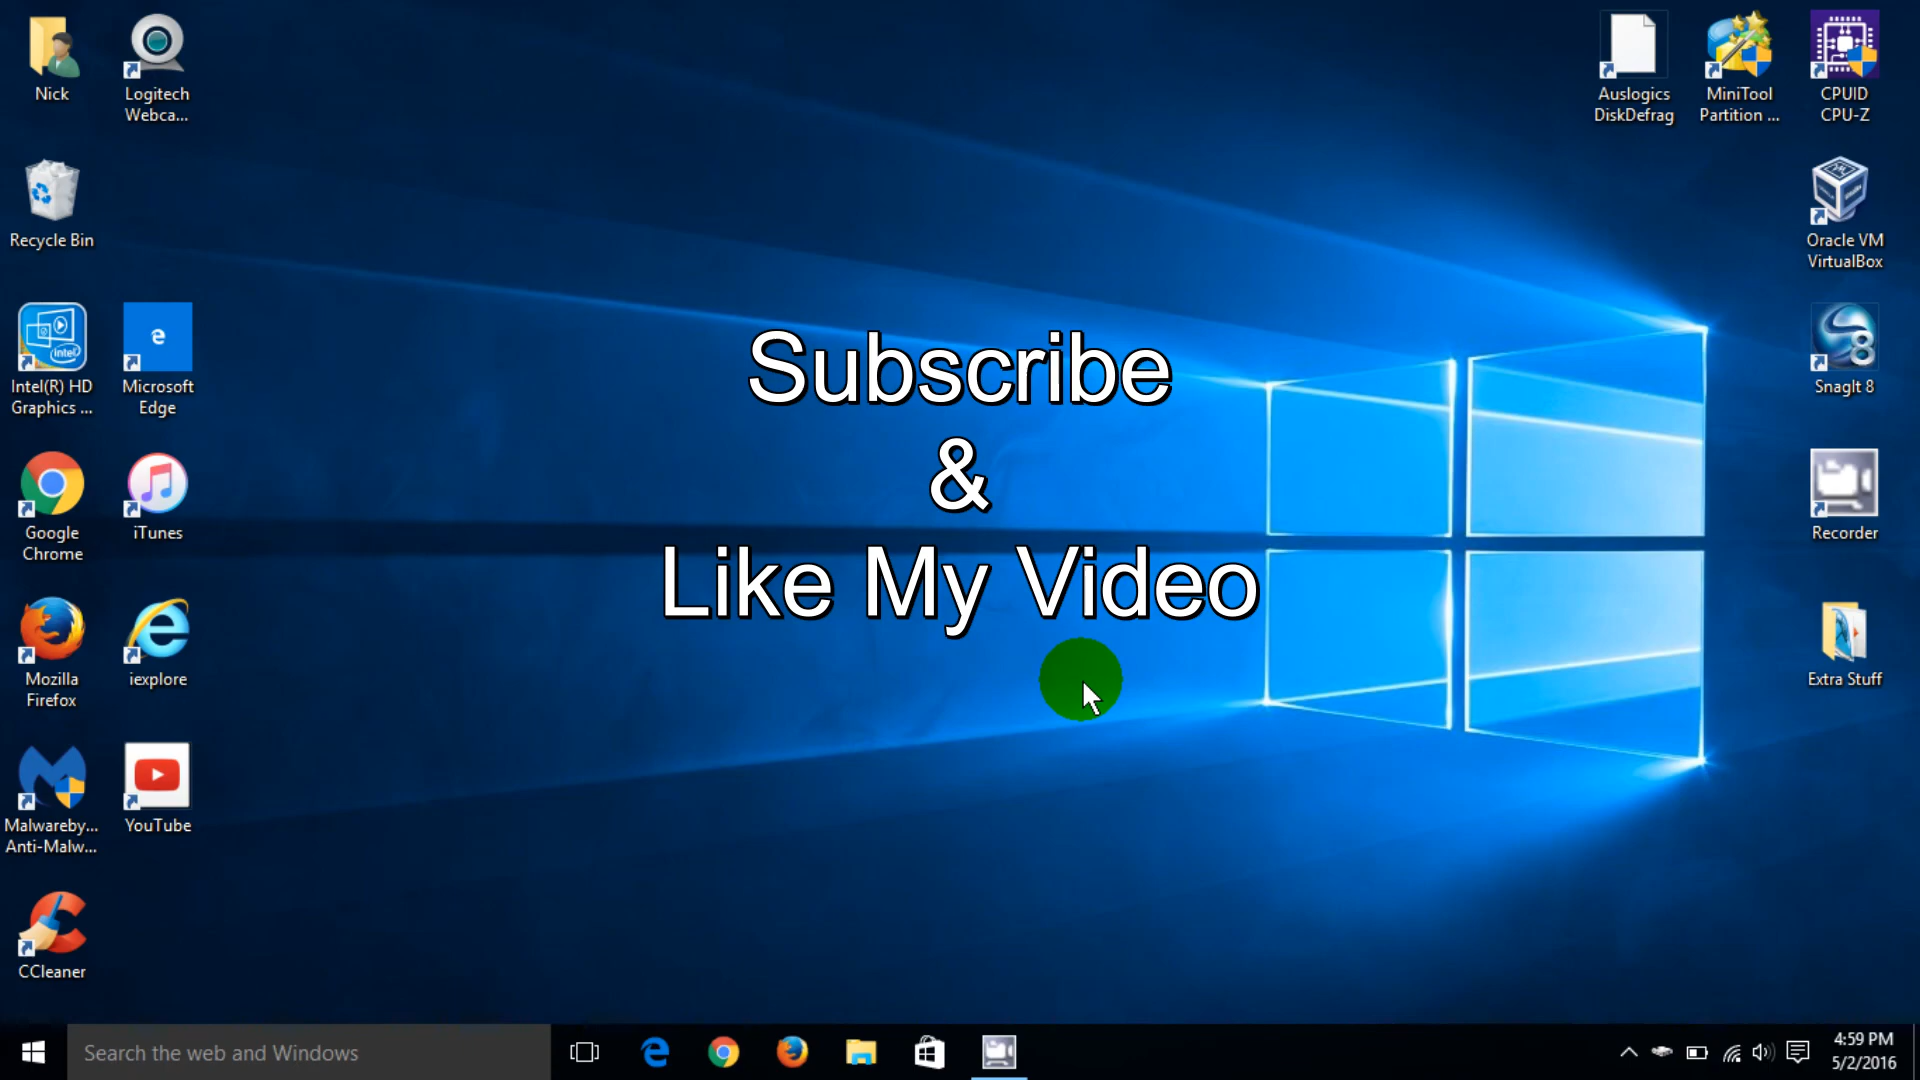 Nick
Logitech
Webca...
Auslogics
DiskDefrag
MiniTool
Partition ...
CPUID
CPU-Z
Recycle Bin
Oracle VM
VirtualBox
Intel(R) HD
Graphics ...
Microsoft
Edge
SnagIt 8
Subscribe
&
Like My Video
Google
Chrome
iTunes
Recorder
Mozilla
Firefox
iexplore
Extra Stuff
Malwareby...
Anti-Malw...
YouTube
CCleaner
Search the web and Windows
4:59 PM
5/2/2016